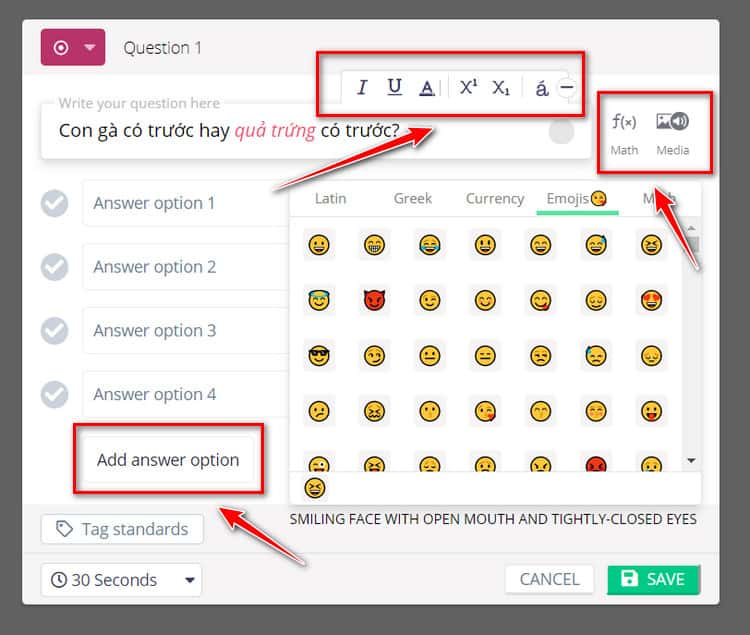 Question 1
I U A X¹ X₁ á
Write your question here
Con gà có trước hay quả trứng có trước?
f(x)
Math Media
Latin Greek Currency Emojis
Answer option 1
Answer option 2
Answer option 3
Answer option 4
Add answer option
SMILING FACE WITH OPEN MOUTH AND TIGHTLY-CLOSED EYES
Tag standards
30 Seconds
CANCEL SAVE